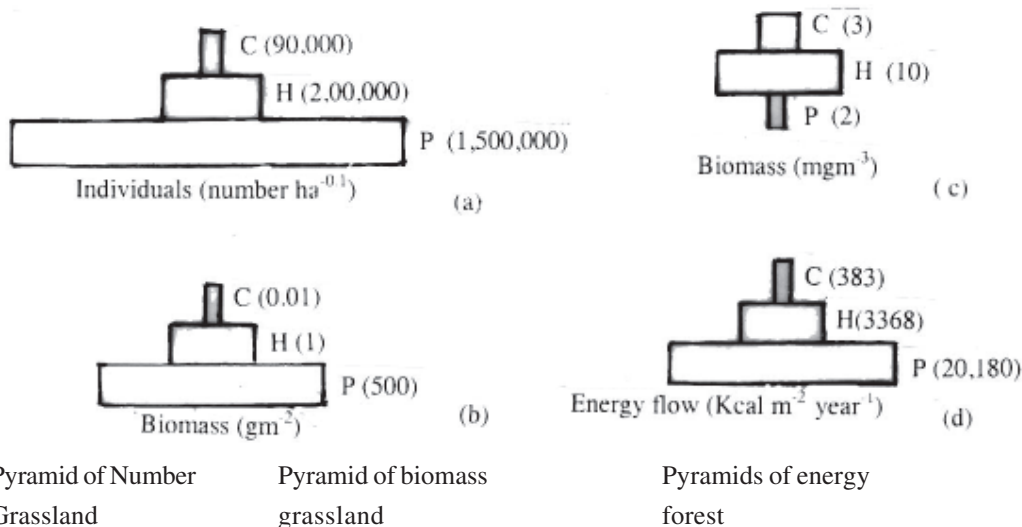 C (90,000)
H (2,00,000)
P (1,500,000)
Individuals (number ha⁻⁰·¹)
(a)
C (3)
H (10)
P (2)
Biomass (mgm⁻³)
( c)
C (0.01)
H (1)
P (500)
Biomass (gm⁻²)
(b)
C (383)
H(3368)
P (20,180)
Energy flow (Kcal m⁻² year⁻¹)
(d)
Pyramid of Number Pyramid of biomass Pyramids of energy
Grassland grassland forest